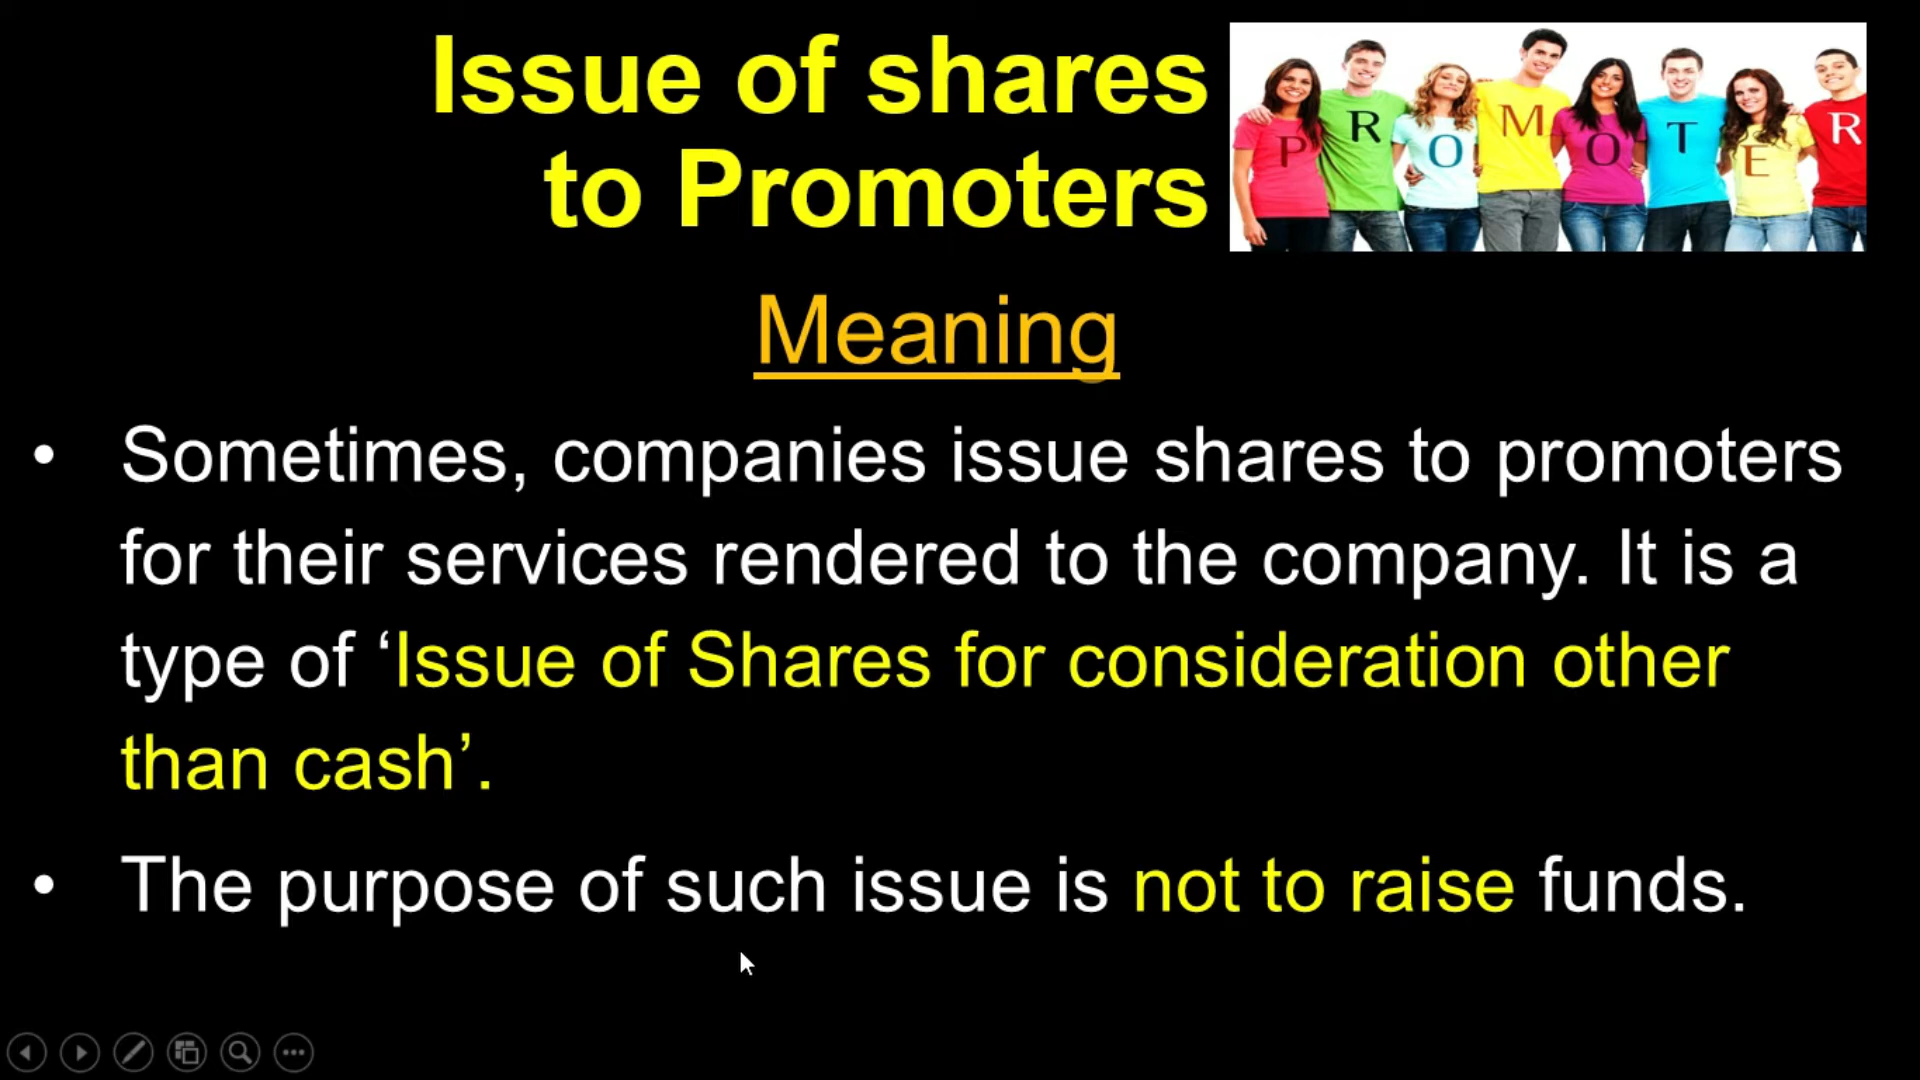 Issue of shares
to Promoters
P R O M O T E R
Meaning
• Sometimes, companies issue shares to promoters
for their services rendered to the company. It is a
type of ‘Issue of Shares for consideration other
than cash’.
• The purpose of such issue is not to raise funds.